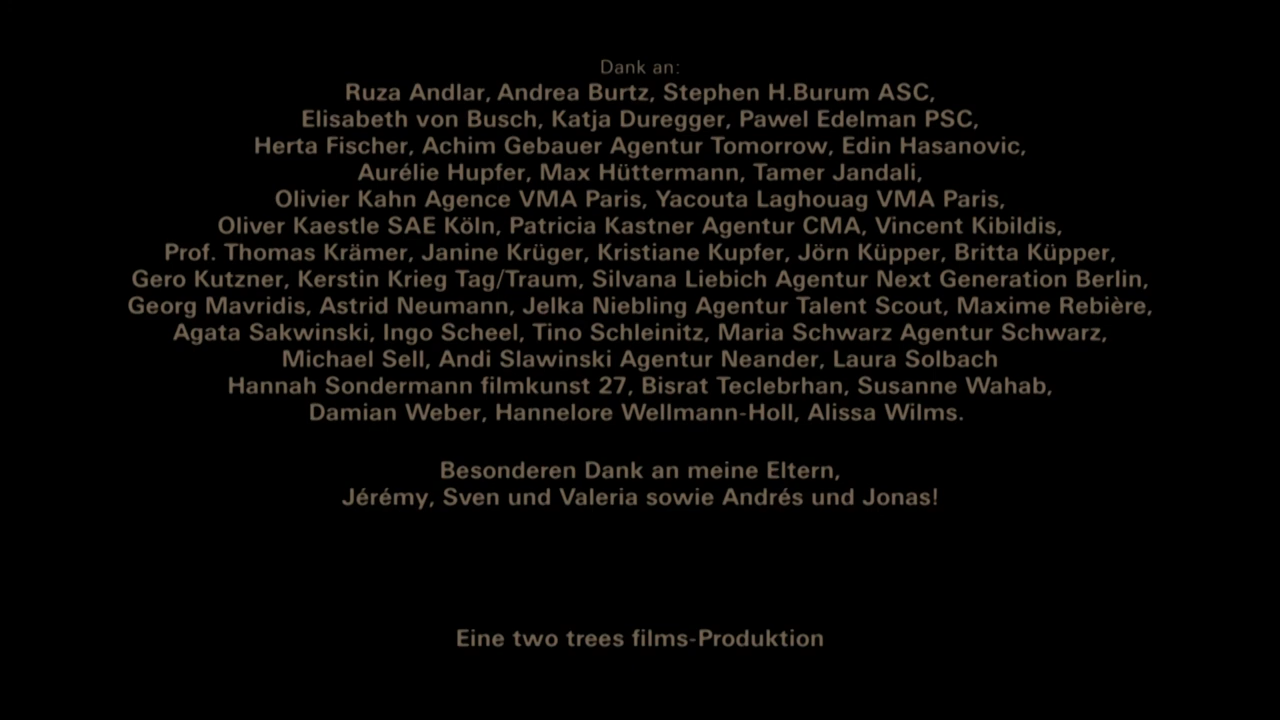 Dank an:
Ruza Andlar, Andrea Burtz, Stephen H.Burum ASC,
Elisabeth von Busch, Katja Duregger, Pawel Edelman PSC,
Herta Fischer, Achim Gebauer Agentur Tomorrow, Edin Hasanovic,
Aurélie Hupfer, Max Hüttermann, Tamer Jandali,
Olivier Kahn Agence VMA Paris, Yacouta Laghouag VMA Paris,
Oliver Kaestle SAE Köln, Patricia Kastner Agentur CMA, Vincent Kibildis,
Prof. Thomas Krämer, Janine Krüger, Kristiane Kupfer, Jörn Küpper, Britta Küpper,
Gero Kutzner, Kerstin Krieg Tag/Traum, Silvana Liebich Agentur Next Generation Berlin,
Georg Mavridis, Astrid Neumann, Jelka Niebling Agentur Talent Scout, Maxime Rebière,
Agata Sakwinski, Ingo Scheel, Tino Schleinitz, Maria Schwarz Agentur Schwarz,
Michael Sell, Andi Slawinski Agentur Neander, Laura Solbach
Hannah Sondermann filmkunst 27, Bisrat Teclebrhan, Susanne Wahab,
Damian Weber, Hannelore Wellmann-Holl, Alissa Wilms.
Besonderen Dank an meine Eltern,
Jérémy, Sven und Valeria sowie Andrés und Jonas!
Eine two trees films-Produktion